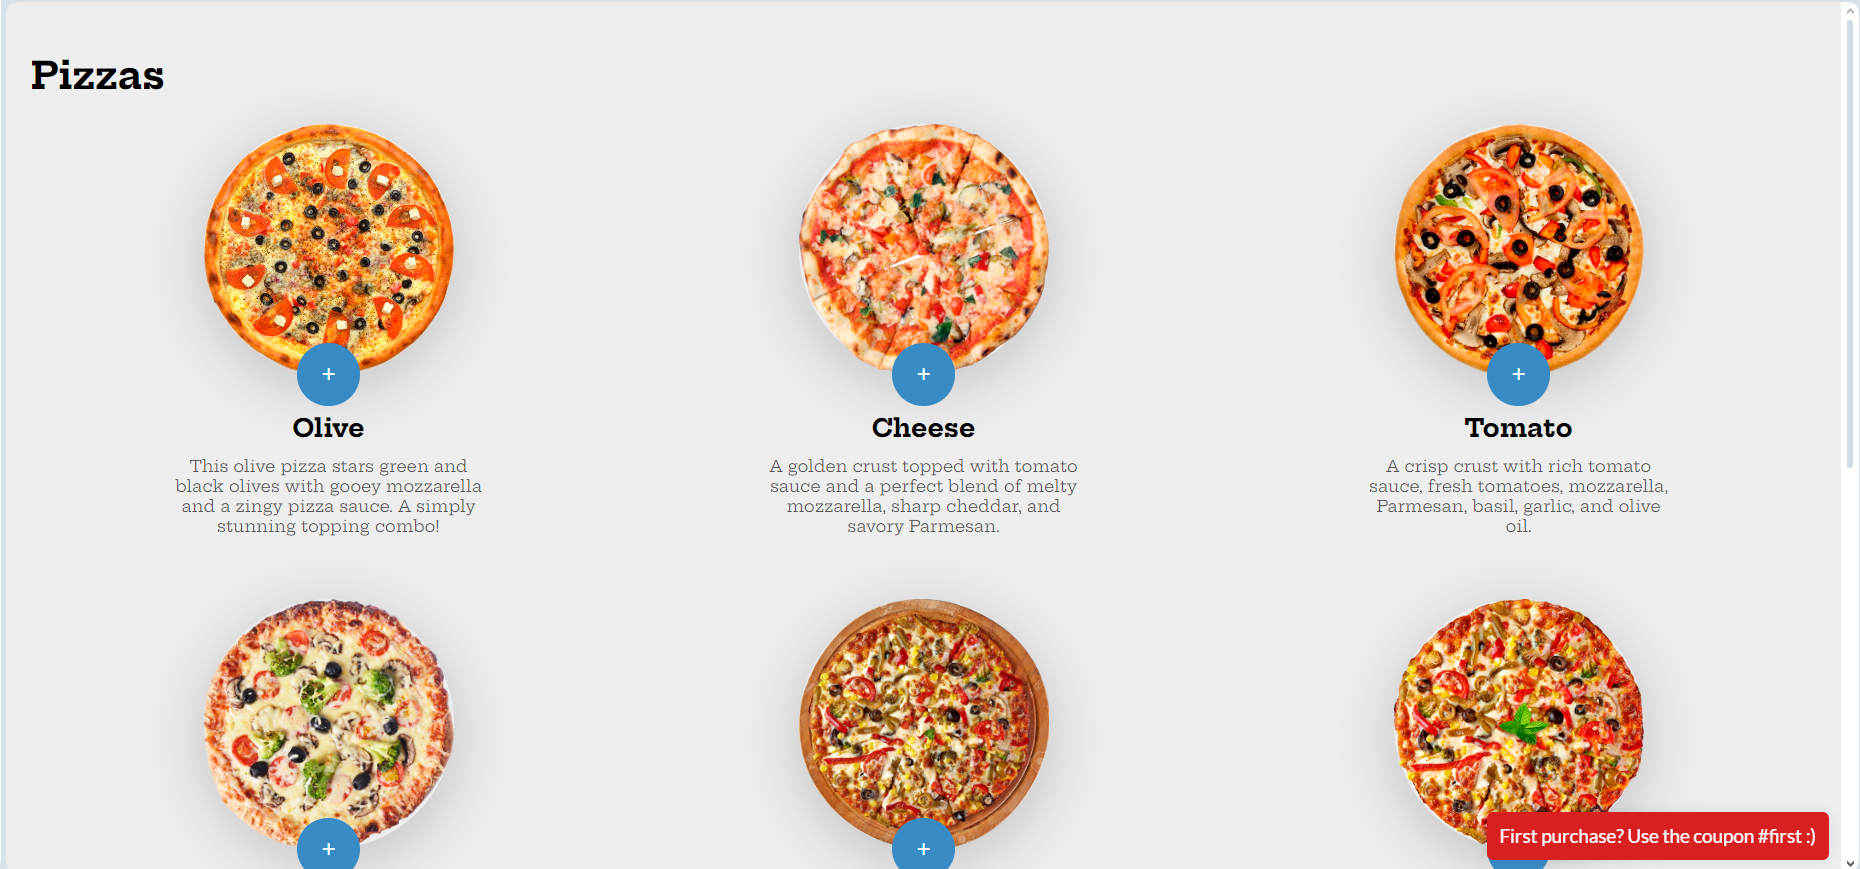 Pizzas
+
+
+
Olive
Cheese
Tomato
This olive pizza stars green and
black olives with gooey mozzarella
and a zingy pizza sauce. A simply
stunning topping combo!
A golden crust topped with tomato
sauce and a perfect blend of melty
mozzarella, sharp cheddar, and
savory Parmesan.
A crisp crust with rich tomato
sauce, fresh tomatoes, mozzarella,
Parmesan, basil, garlic, and olive
oil.
+
+
First purchase? Use the coupon #first :)